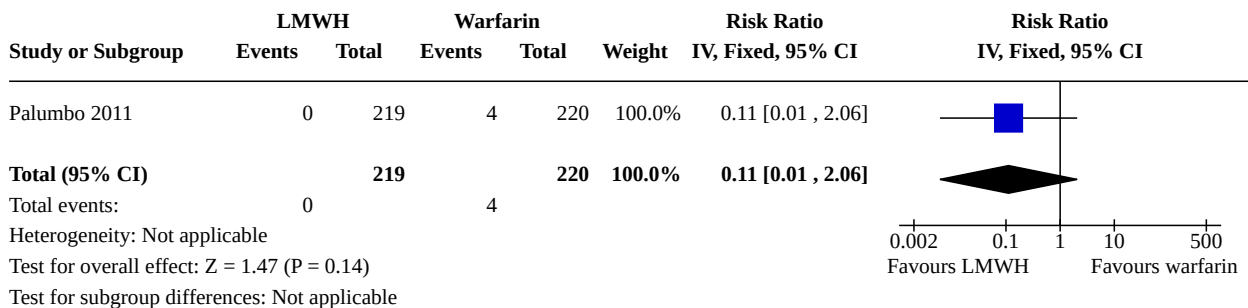 LMWH Warfarin Risk Ratio Risk Ratio
Study or Subgroup Events Total Events Total Weight IV, Fixed, 95% CI IV, Fixed, 95% CI
Palumbo 2011 0 219 4 220 100.0% 0.11 [0.01 , 2.06]
Total (95% CI) 219 220 100.0% 0.11 [0.01 , 2.06]
Total events: 0 4
Heterogeneity: Not applicable
Test for overall effect: Z = 1.47 (P = 0.14)
Test for subgroup differences: Not applicable
0.002 0.1 1 10 500
Favours LMWH Favours warfarin